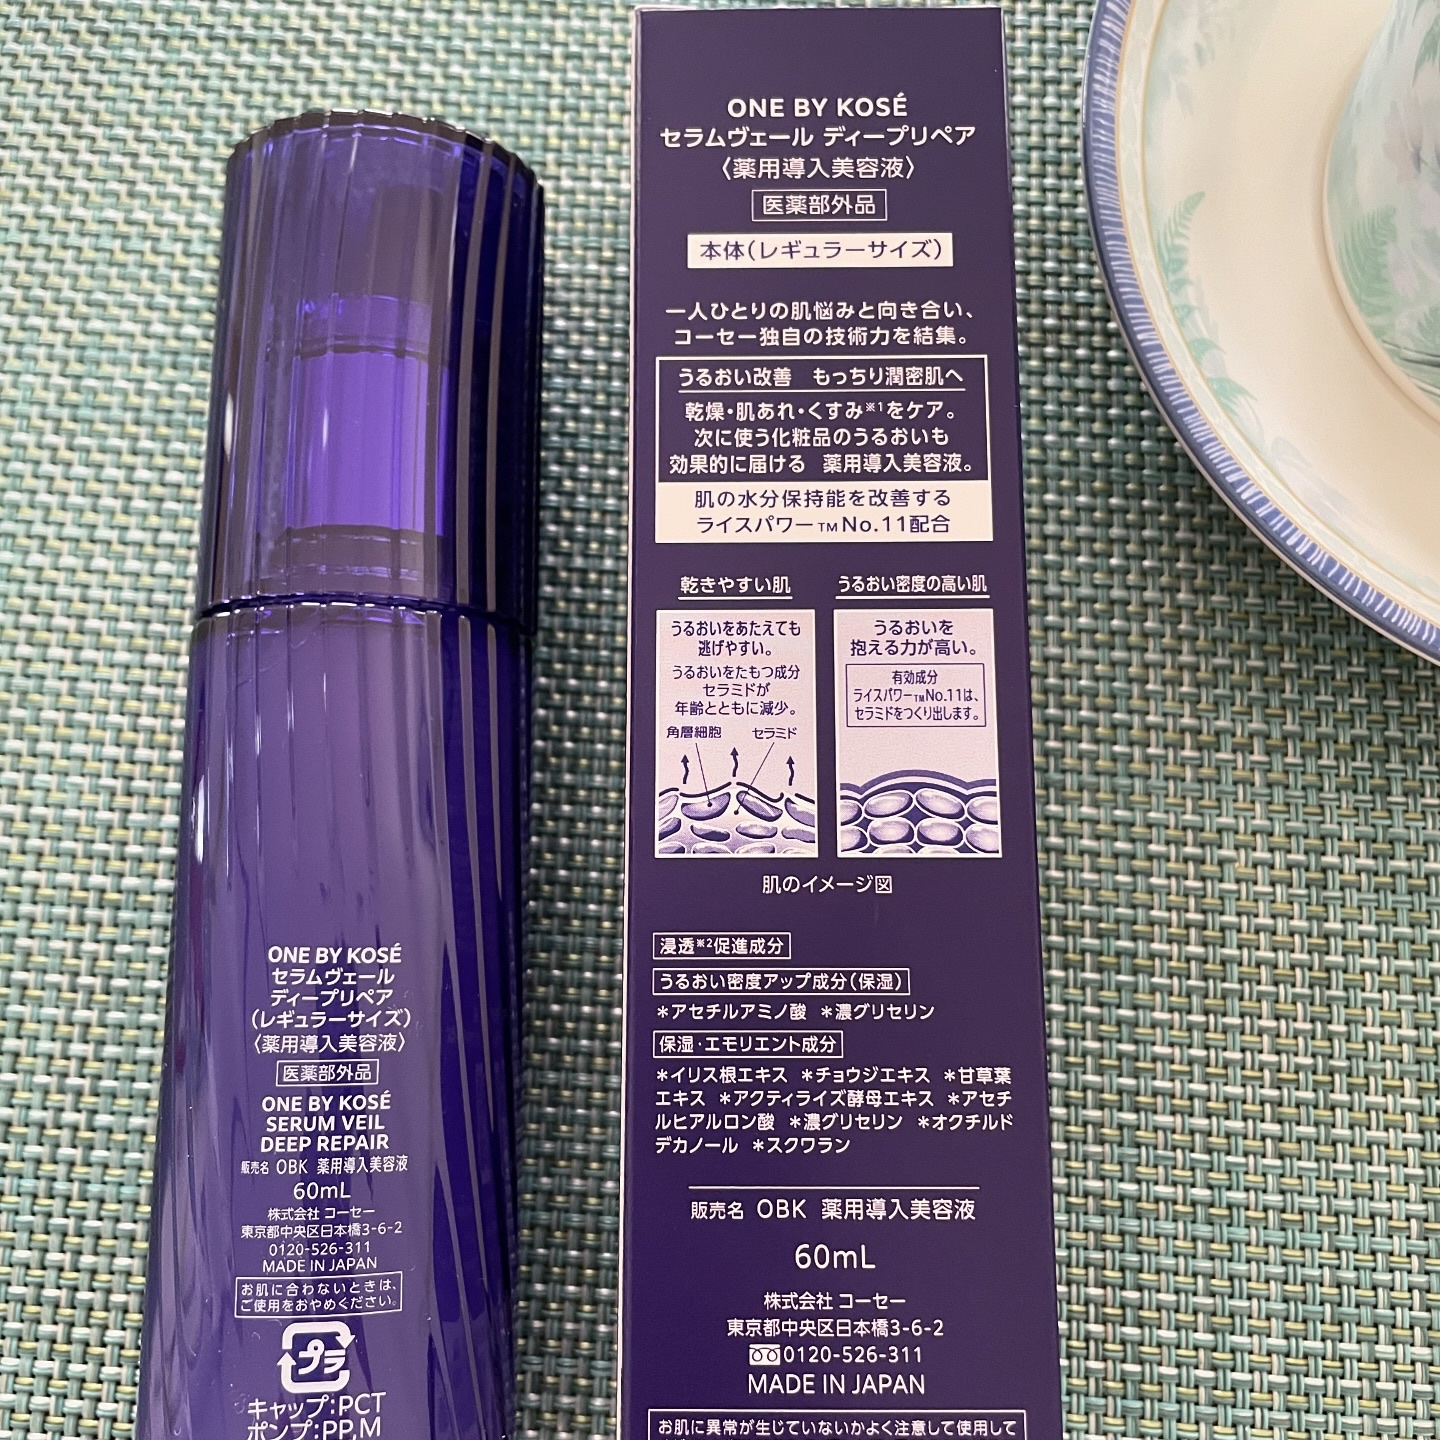 ONE BY KOSÉ
セラムヴェール
ディープリペア
(レギュラーサイズ)
〈薬用導入美容液〉
医薬部外品
ONE BY KOSÉ
SERUM VEIL
DEEP REPAIR
販売名 OBK 薬用導入美容液
60mL
株式会社 コーセー
東京都中央区日本橋3-6-2
0120-526-311
MADE IN JAPAN
お肌に合わないときは、
ご使用をおやめください。
プラ
キャップ:PCT
ポンプ:PP,M
ONE BY KOSÉ
セラムヴェール ディープリペア
〈薬用導入美容液〉
医薬部外品
本体(レギュラーサイズ)
一人ひとりの肌悩みと向き合い、
コーセー独自の技術力を結集。
うるおい改善 もっちり潤密肌へ
乾燥・肌あれ・くすみ※1をケア。
次に使う化粧品のうるおいも
効果的に届ける 薬用導入美容液。
肌の水分保持能を改善する
ライスパワー™No.11配合
乾きやすい肌
うるおいをあたえても
逃げやすい。
うるおいをたもつ成分
セラミドが
年齢とともに減少。
角層細胞 セラミド
うるおい密度の高い肌
うるおいを
抱える力が高い。
有効成分
ライスパワー™No.11は、
セラミドをつくり出します。
肌のイメージ図
浸透※2促進成分
うるおい密度アップ成分(保湿)
*アセチルアミノ酸 *濃グリセリン
保湿・エモリエント成分
*イリス根エキス *チョウジエキス *甘草葉
エキス *アクティライズ酵母エキス *アセチ
ルヒアルロン酸 *濃グリセリン *オクチルド
デカノール *スクワラン
販売名 OBK 薬用導入美容液
60mL
株式会社 コーセー
東京都中央区日本橋3-6-2
0120-526-311
MADE IN JAPAN
お肌に異常が生じていないかよく注意して使用して